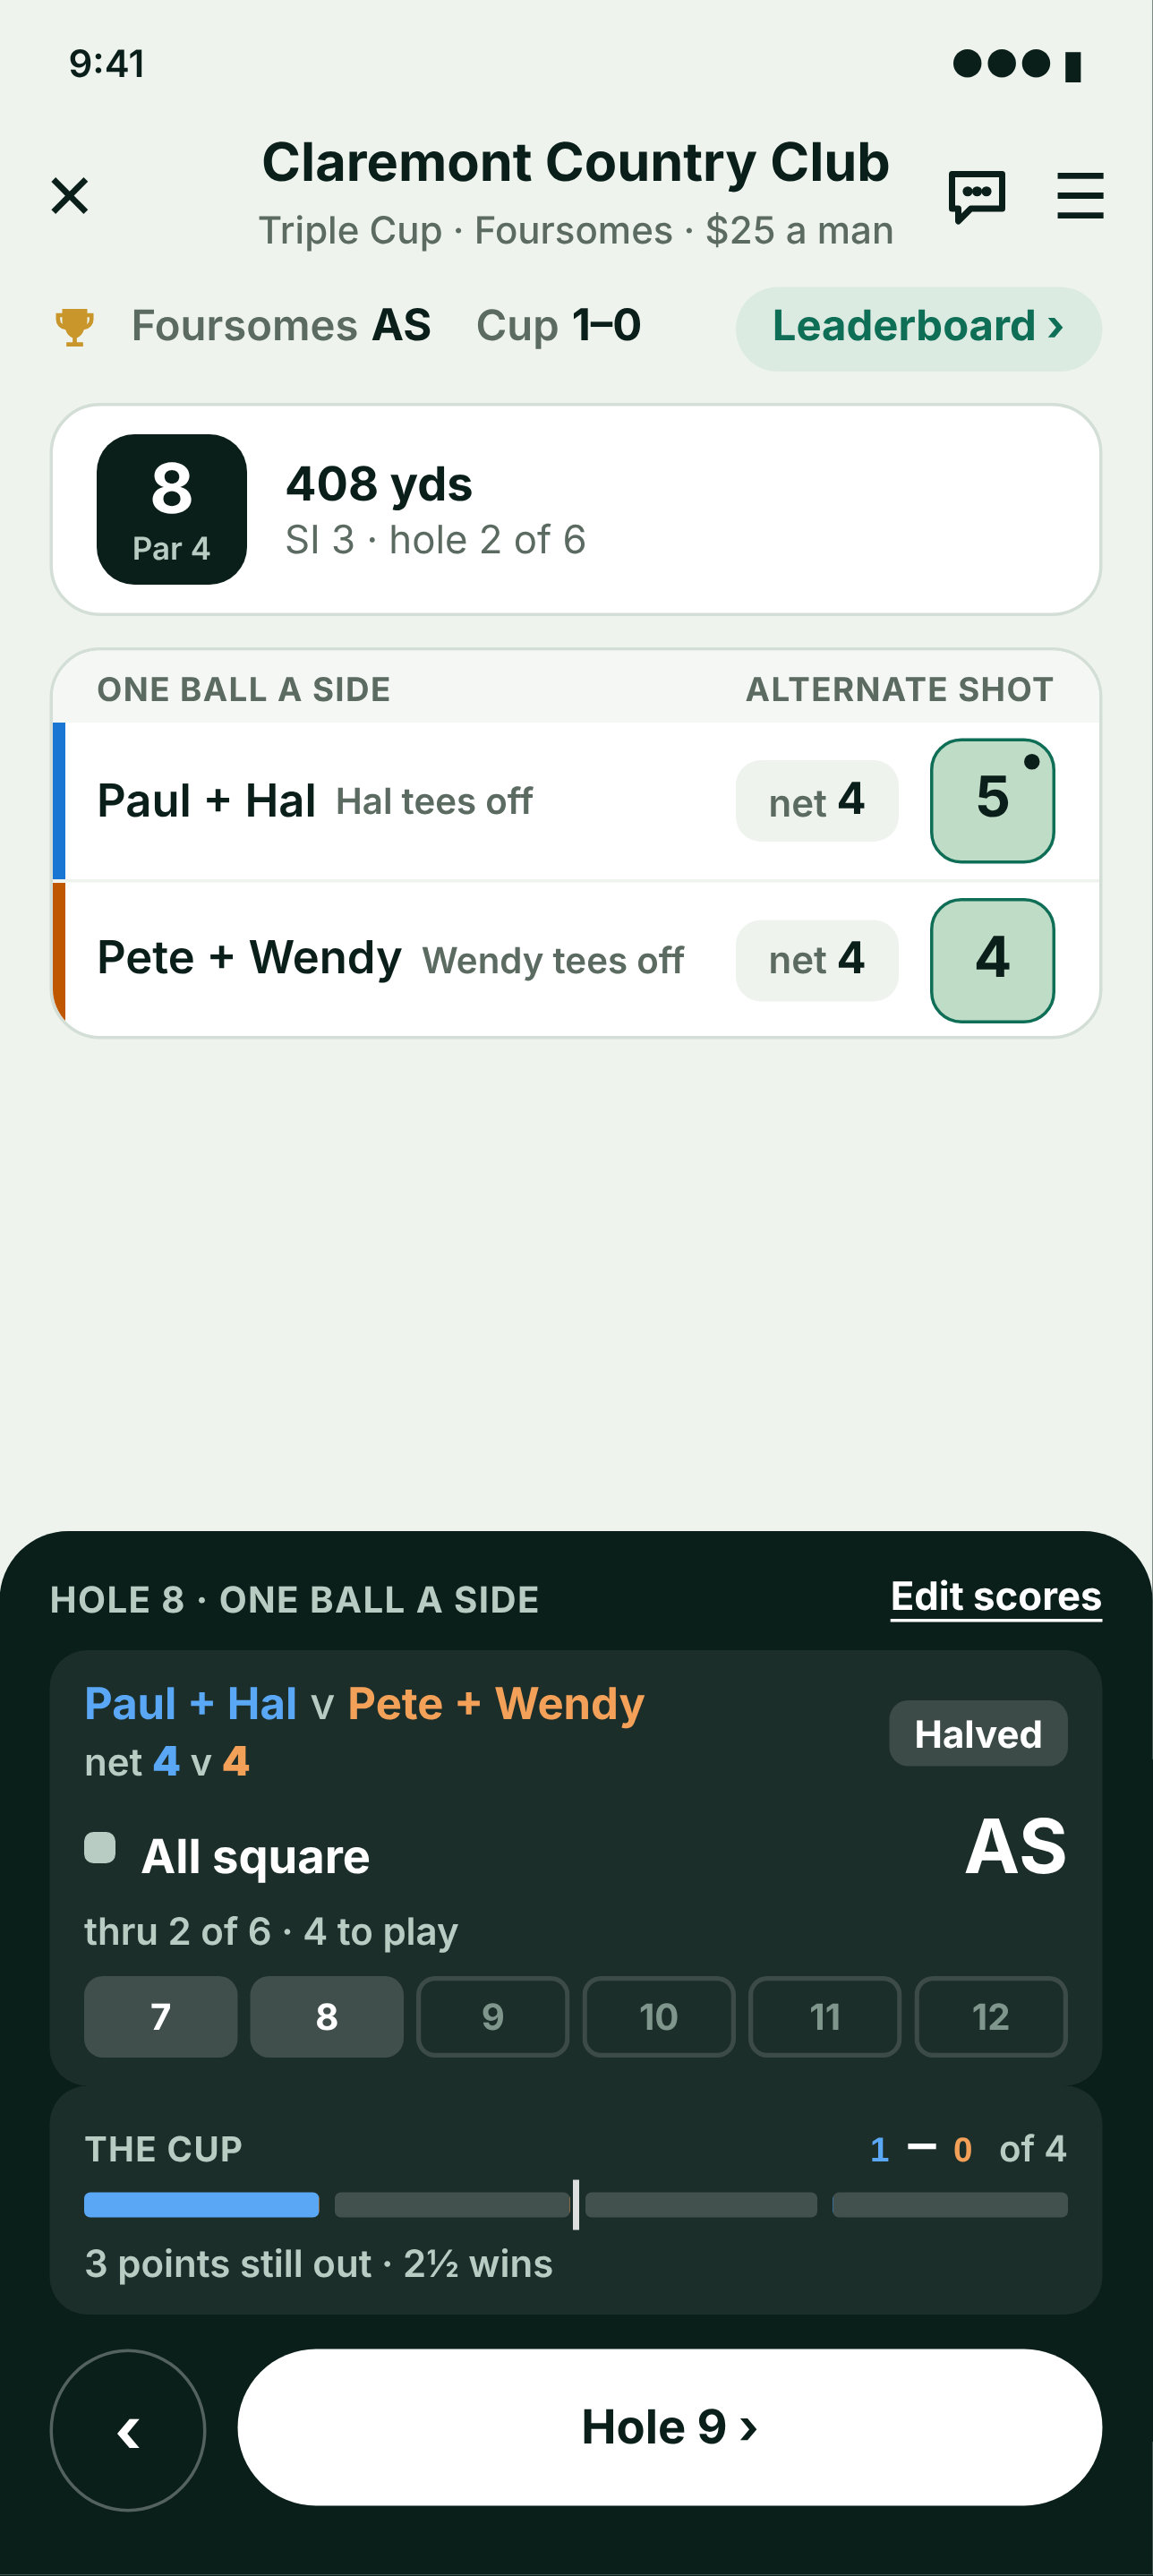 9:41
Claremont Country Club
Triple Cup · Foursomes · $25 a man
Foursomes AS Cup 1–0 Leaderboard ›
8
Par 4
408 yds
SI 3 · hole 2 of 6
ONE BALL A SIDE ALTERNATE SHOT
Paul + Hal Hal tees off net 4 5
Pete + Wendy Wendy tees off net 4 4
HOLE 8 · ONE BALL A SIDE Edit scores
Paul + Hal v Pete + Wendy
net 4 v 4 Halved
All square AS
thru 2 of 6 · 4 to play
7 8 9 10 11 12
THE CUP 1 – 0 of 4
3 points still out · 2½ wins
‹ Hole 9 ›